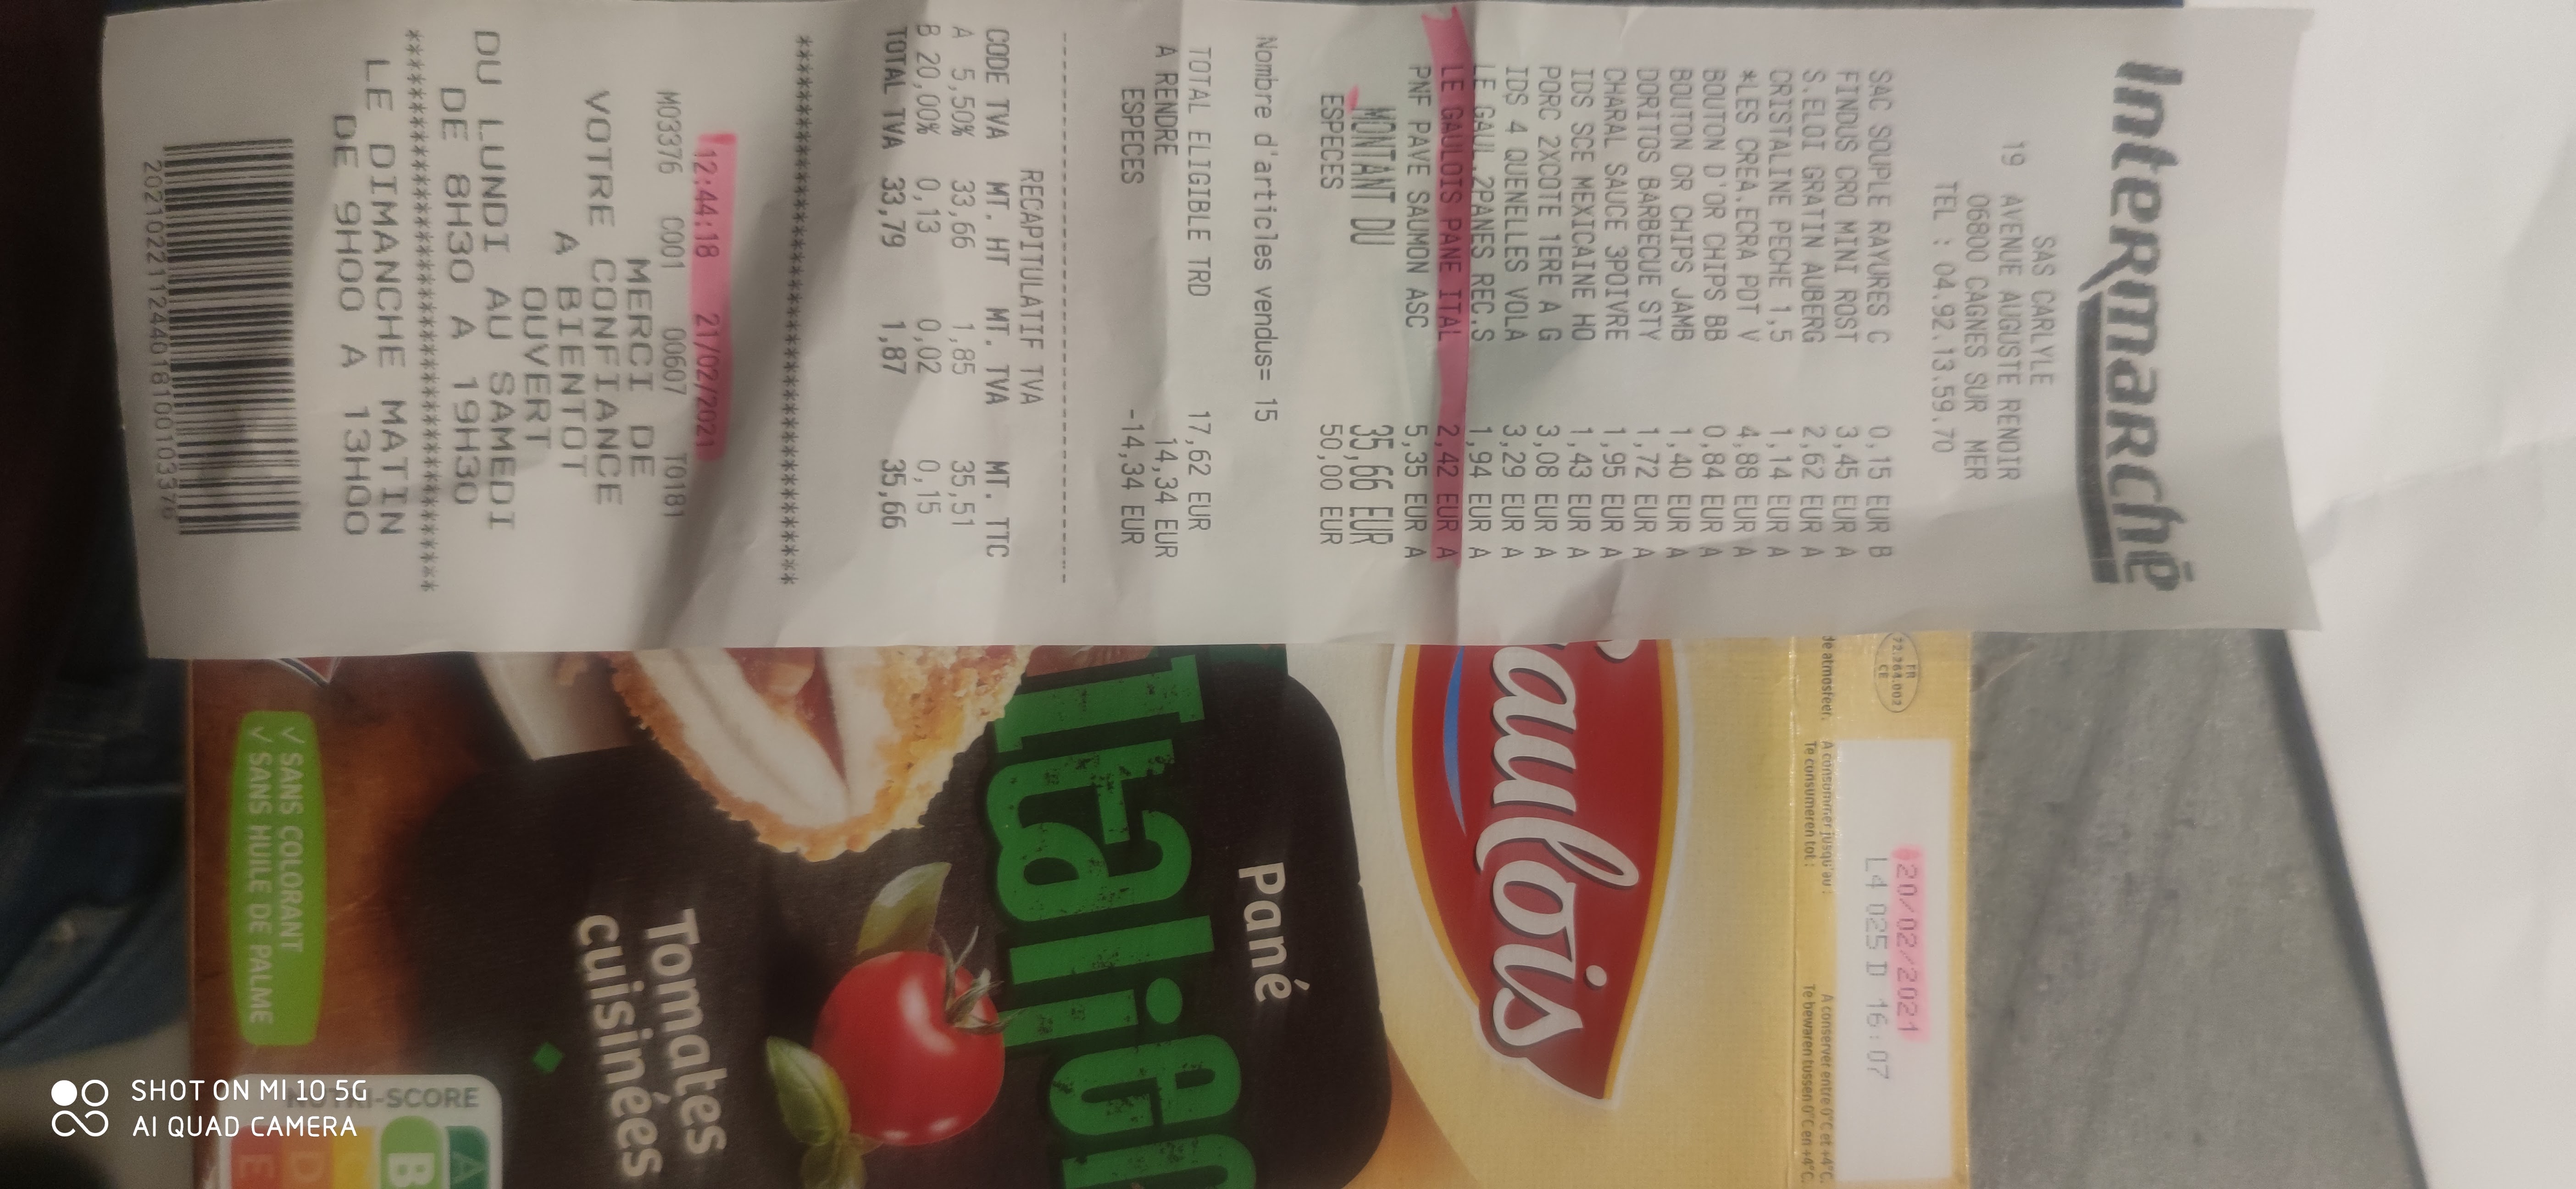 Intermarché
SAS CARLYLE
19 AVENUE AUGUSTE RENOIR
06800 CAGNES SUR MER
TEL : 04.92.13.59.70
SAC SOUPLE RAYURES C 0,15 EUR B
FINDUS CRO MINI ROST 3,45 EUR A
S.ELOI GRATIN AUBERG 2,62 EUR A
CRISTALINE PECHE 1,5 1,14 EUR A
*LES CREA.ECRA PDT V 4,88 EUR A
BOUTON D'OR CHIPS BB 0,84 EUR A
BOUTON OR CHIPS JAMB 1,40 EUR A
DORITOS BARBECUE STY 1,72 EUR A
CHARAL SAUCE 3POIVRE 1,95 EUR A
IDS SCE MEXICAINE HO 1,43 EUR A
PORC 2XCOTE 1ERE A G 3,08 EUR A
IDS 4 QUENELLES VOLA 3,29 EUR A
LE GAUL.2PANES REC.S 1,94 EUR A
LE GAULOIS PANE ITAL 2,42 EUR A
PNF PAVE SAUMON ASC 5,35 EUR A
MONTANT DU 35,66 EUR
ESPECES 50,00 EUR
Nombre d'articles vendus= 15
TOTAL ELIGIBLE TRD 17,62 EUR
A RENDRE 14,34 EUR
ESPECES -14,34 EUR
RECAPITULATIF TVA
CODE TVA MT. HT MT. TVA MT. TTC
A 5,50% 33,66 1,85 35,51
B 20,00% 0,13 0,02 0,15
TOTAL TVA 33,79 1,87 35,66
12:44:18 21/02/2021
M03376 C001 00607 T0181
MERCI DE
VOTRE CONFIANCE
A BIENTOT
OUVERT
DU LUNDI AU SAMEDI
DE 8H30 A 19H30
LE DIMANCHE MATIN
DE 9H00 A 13H00
202102211244018100103376
FR
72.264.002
CE
de atmosfeer.
20/02/2021
L4 025 D 16:07
A consommer jusqu'au :
Te consumeren tot :
A conserver entre 0°C et +4°C.
Te bewaren tussen 0°C en +4°C.
Gaulois
Pané
Italien
Tomates
cuisinées
✓ SANS COLORANT
✓ SANS HUILE DE PALME
NUTRI-SCORE
A B D E
SHOT ON MI 10 5G
AI QUAD CAMERA